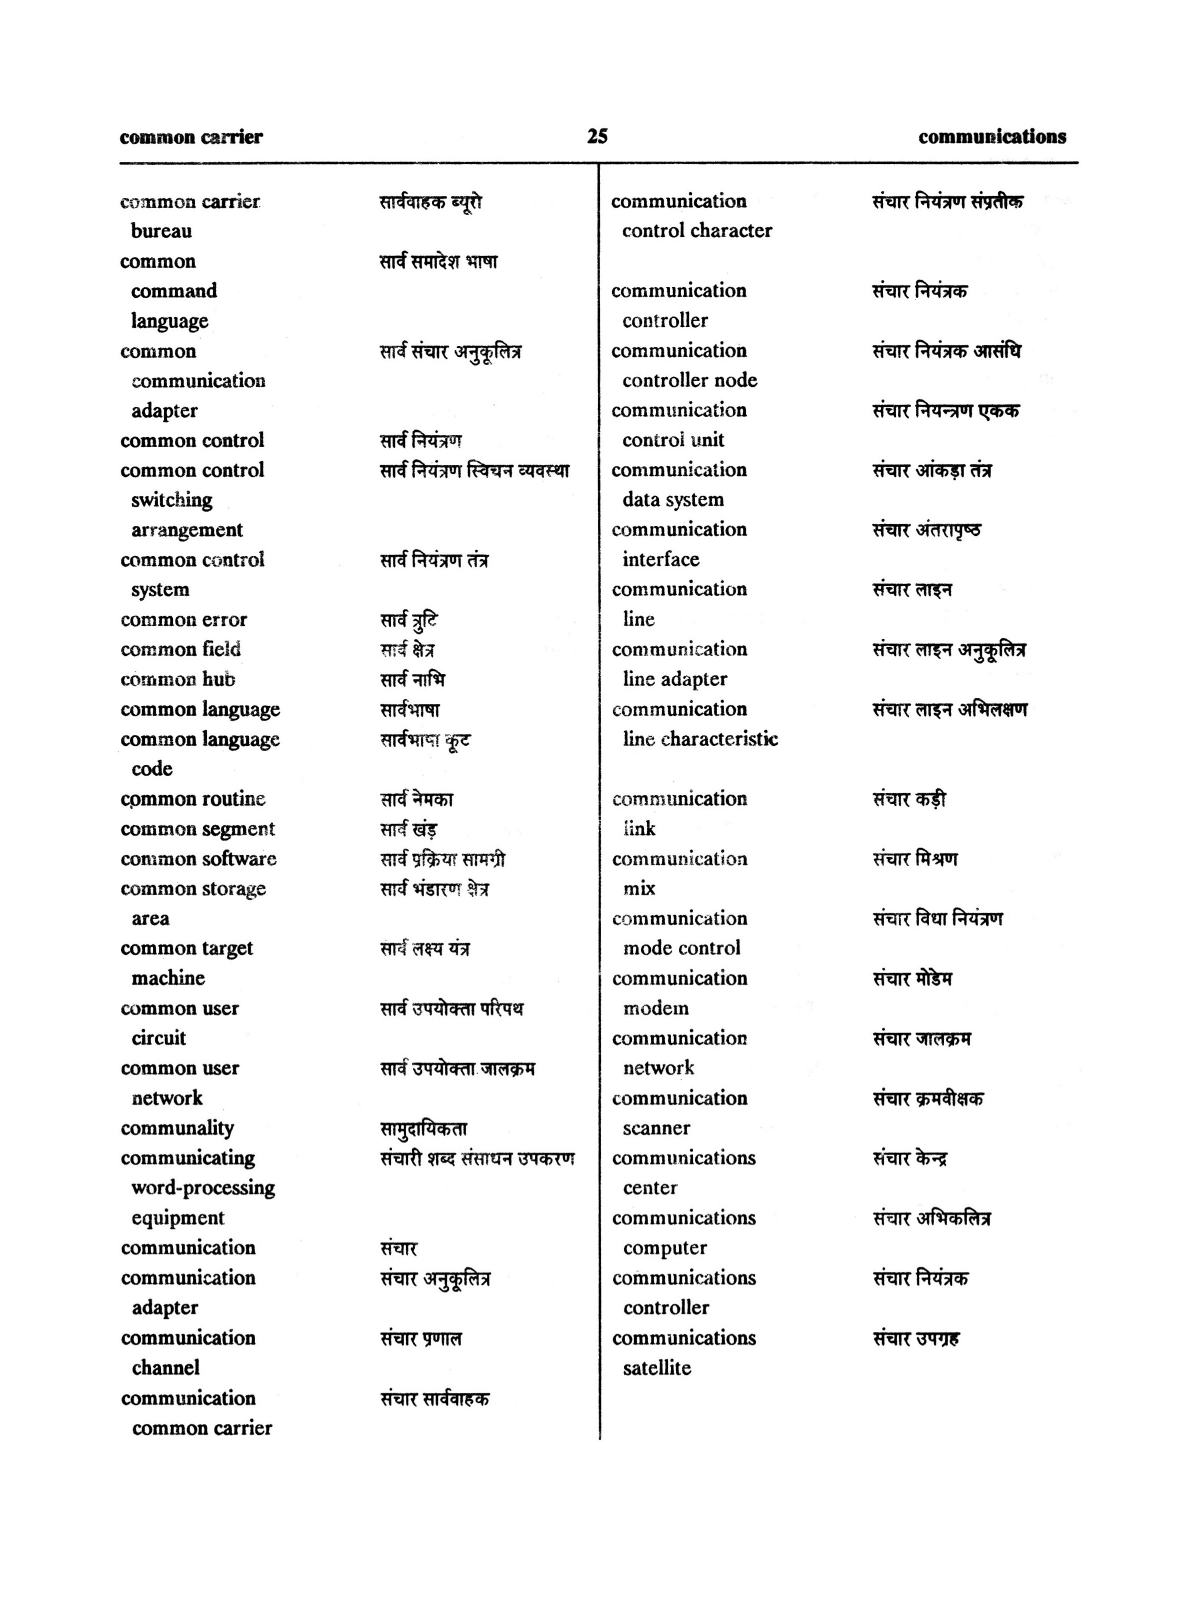 common carrier 25 communications
common carrier सार्ववाहक ब्यूरो
bureau
common सार्व समादेश भाषा
command
language
common सार्व संचार अनुकूलित्र
communication
adapter
common control सार्व नियंत्रण
common control सार्व नियंत्रण स्विचन व्यवस्था
switching
arrangement
common control सार्व नियंत्रण तंत्र
system
common error सार्व त्रुटि
common field सार्व क्षेत्र
common hub सार्व नाभि
common language सार्वभाषा
common language सार्वभाषा कूट
code
common routine सार्व नेमका
common segment सार्व खंड़
common software सार्व प्रक्रिया सामग्री
common storage सार्व भंडारण क्षेत्र
area
common target सार्व लक्ष्य यंत्र
machine
common user सार्व उपयोक्ता परिपथ
circuit
common user सार्व उपयोक्ता जालक्रम
network
communality सामुदायिकता
communicating संचारी शब्द संसाधन उपकरण
word-processing
equipment
communication संचार
communication संचार अनुकूलित्र
adapter
communication संचार प्रणाल
channel
communication संचार सार्ववाहक
common carrier
communication संचार नियंत्रण संप्रतीक
control character
communication संचार नियंत्रक
controller
communication संचार नियंत्रक आसंधि
controller node
communication संचार नियन्त्रण एकक
control unit
communication संचार आंकड़ा तंत्र
data system
communication संचार अंतरापृष्ठ
interface
communication संचार लाइन
line
communication संचार लाइन अनुकूलित्र
line adapter
communication संचार लाइन अभिलक्षण
line characteristic
communication संचार कड़ी
link
communication संचार मिश्रण
mix
communication संचार विधा नियंत्रण
mode control
communication संचार मोडेम
modem
communication संचार जालक्रम
network
communication संचार क्रमवीक्षक
scanner
communications संचार केन्द्र
center
communications संचार अभिकलित्र
computer
communications संचार नियंत्रक
controller
communications संचार उपग्रह
satellite